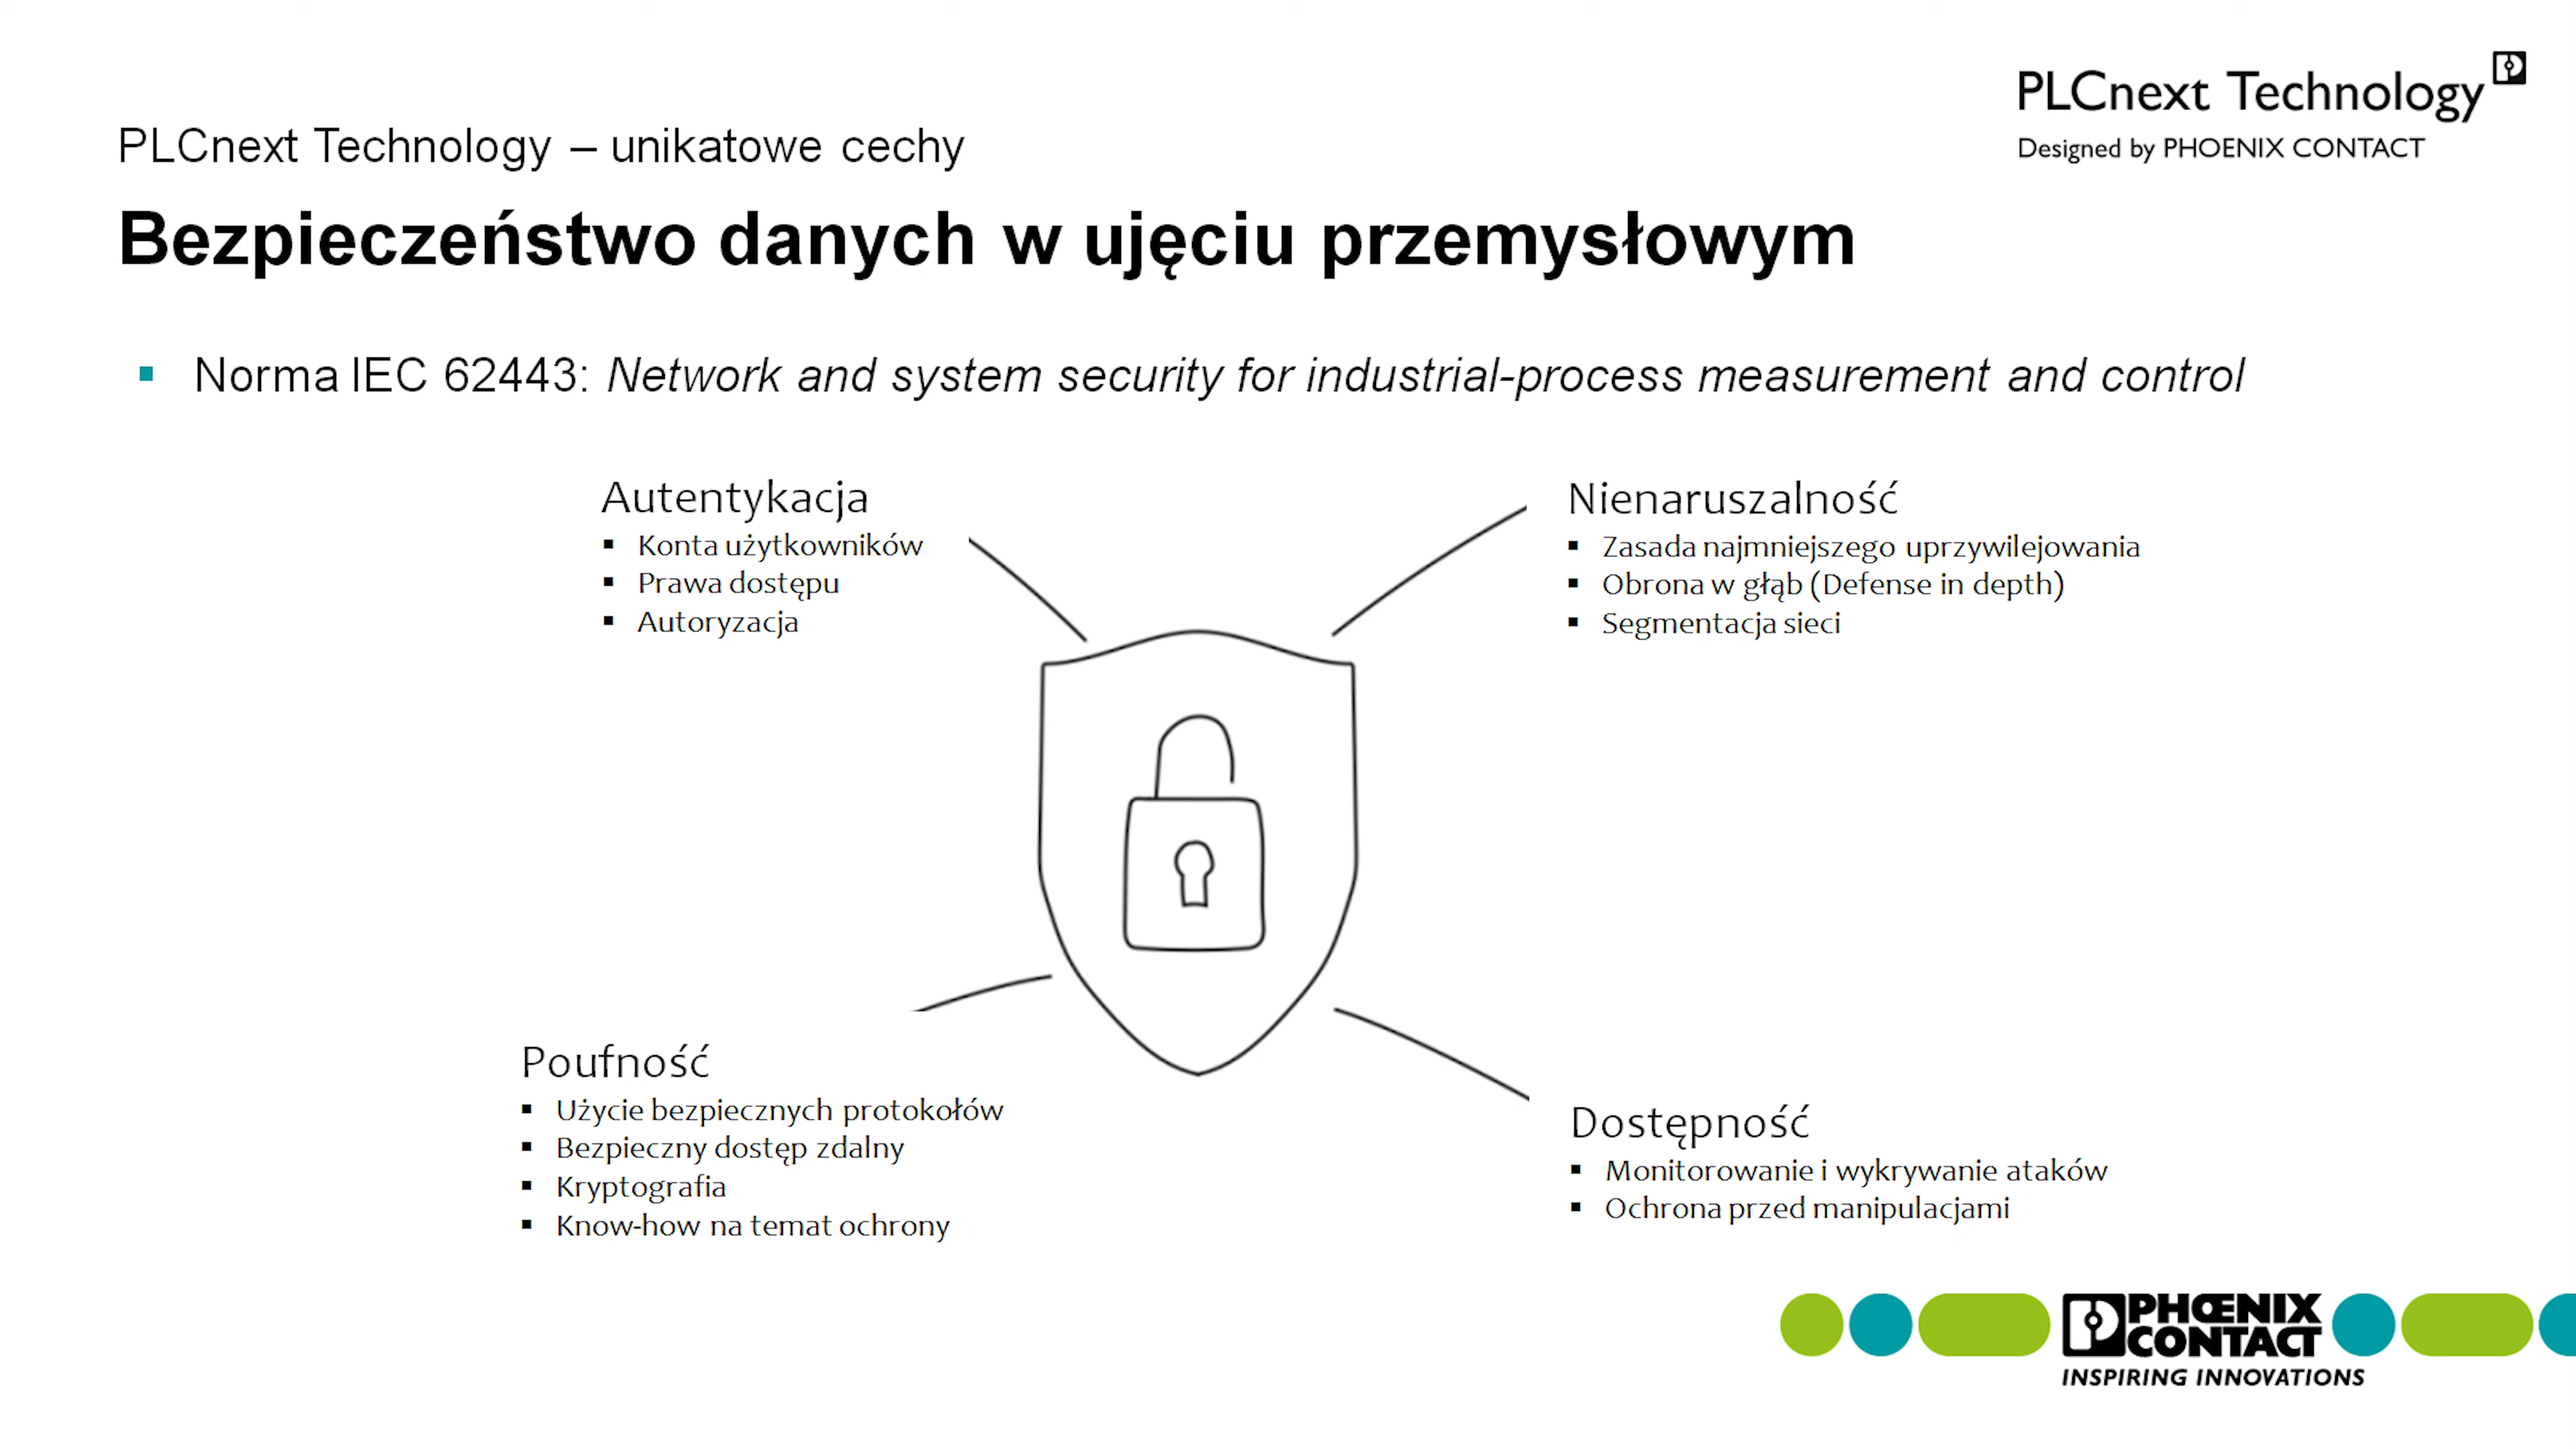 PLCnext Technology
Designed by PHOENIX CONTACT
PLCnext Technology – unikatowe cechy
Bezpieczeństwo danych w ujęciu przemysłowym
▪ Norma IEC 62443: Network and system security for industrial-process measurement and control
Autentykacja
▪ Konta użytkowników
▪ Prawa dostępu
▪ Autoryzacja
Nienaruszalność
▪ Zasada najmniejszego uprzywilejowania
▪ Obrona w głąb (Defense in depth)
▪ Segmentacja sieci
Poufność
▪ Użycie bezpiecznych protokołów
▪ Bezpieczny dostęp zdalny
▪ Kryptografia
▪ Know-how na temat ochrony
Dostępność
▪ Monitorowanie i wykrywanie ataków
▪ Ochrona przed manipulacjami
PHŒNIX
CONTACT
INSPIRING INNOVATIONS